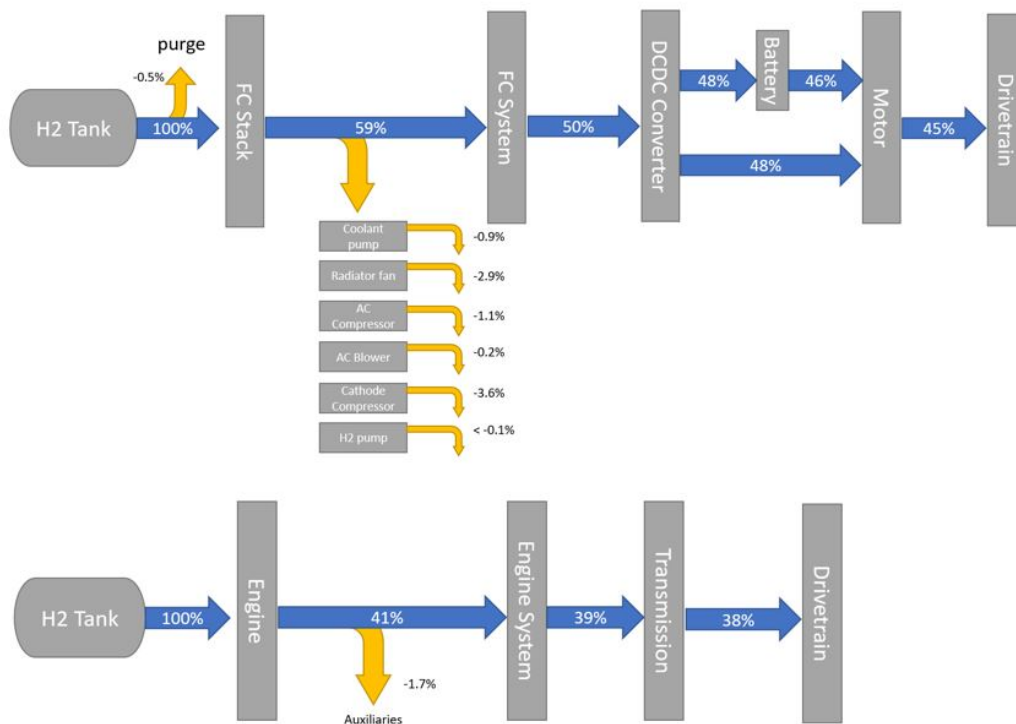 purge
-0.5%
H2 Tank
100%
FC Stack
59%
FC System
50%
DCDC Converter
48%
Battery
46%
48%
Motor
45%
Drivetrain
Coolant
pump
-0.9%
Radiator fan
-2.9%
AC
Compressor
-1.1%
AC Blower
-0.2%
Cathode
Compressor
-3.6%
H2 pump
< -0.1%
H2 Tank
100%
Engine
41%
Engine System
39%
Transmission
38%
Drivetrain
-1.7%
Auxiliaries